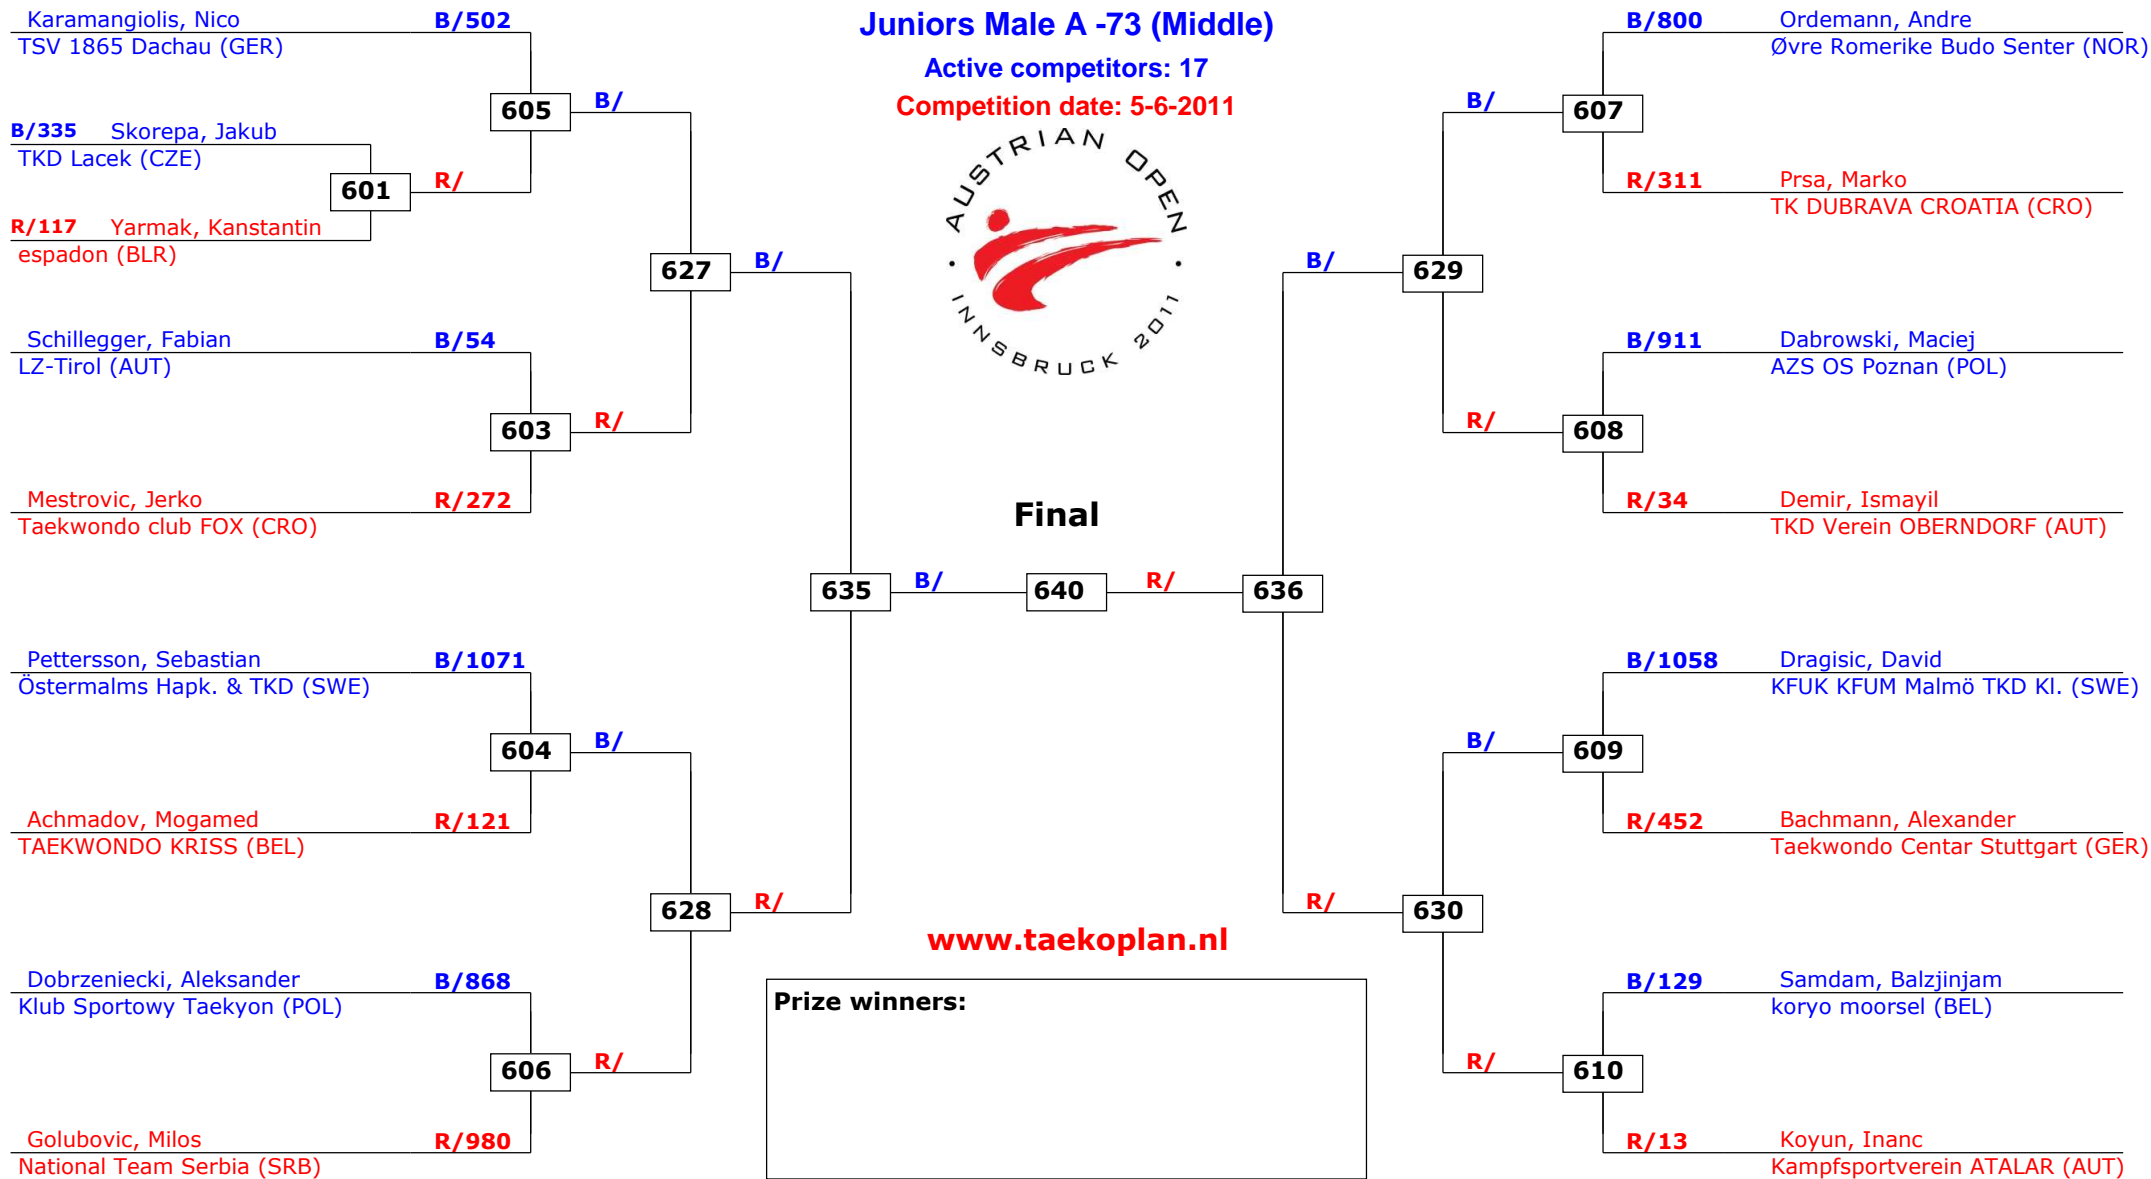 Juniors Male A -73 (Middle)
Active competitors: 17
Competition date: 5-6-2011
AUSTRIAN OPEN
INNSBRUCK 2011
Karamangiolis, Nico B/502
TSV 1865 Dachau (GER)
605 B/
B/335 Skorepa, Jakub
TKD Lacek (CZE)
601 R/
R/117 Yarmak, Kanstantin
espadon (BLR)
627 B/
Schillegger, Fabian B/54
LZ-Tirol (AUT)
603 R/
Mestrovic, Jerko R/272
Taekwondo club FOX (CRO)
635 B/
Pettersson, Sebastian B/1071
Östermalms Hapk. & TKD (SWE)
604 B/
Achmadov, Mogamed R/121
TAEKWONDO KRISS (BEL)
628 R/
Dobrzeniecki, Aleksander B/868
Klub Sportowy Taekyon (POL)
606 R/
Golubovic, Milos R/980
National Team Serbia (SRB)
Final
640
B/800 Ordemann, Andre
Øvre Romerike Budo Senter (NOR)
B/ 607
R/311 Prsa, Marko
TK DUBRAVA CROATIA (CRO)
B/ 629
B/911 Dabrowski, Maciej
AZS OS Poznan (POL)
R/ 608
R/34 Demir, Ismayil
TKD Verein OBERNDORF (AUT)
R/ 636
B/1058 Dragisic, David
KFUK KFUM Malmö TKD Kl. (SWE)
B/ 609
R/452 Bachmann, Alexander
Taekwondo Centar Stuttgart (GER)
R/ 630
B/129 Samdam, Balzjinjam
koryo moorsel (BEL)
R/ 610
R/13 Koyun, Inanc
Kampfsportverein ATALAR (AUT)
www.taekoplan.nl
Prize winners: